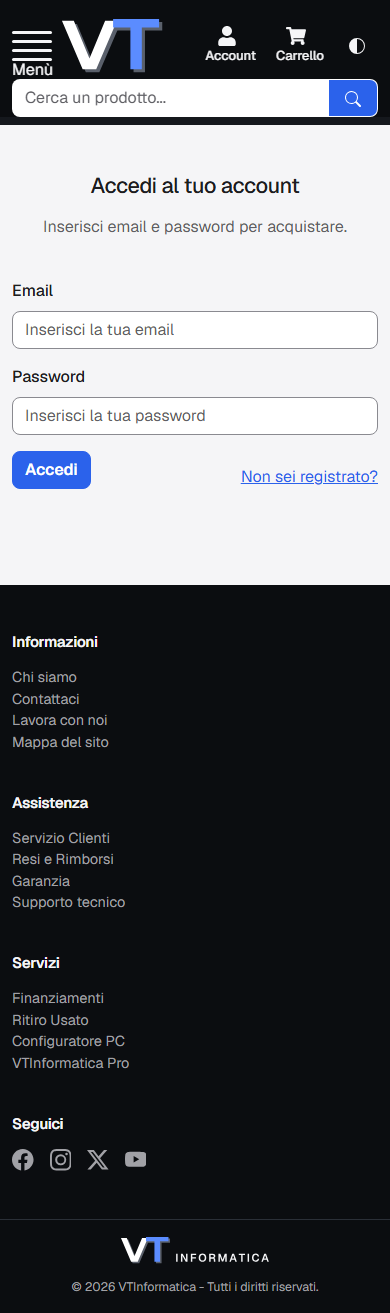 Menù
VT
Account
Carrello
Cerca un prodotto...
Accedi al tuo account
Inserisci email e password per acquistare.
Email
Inserisci la tua email
Password
Inserisci la tua password
Accedi
Non sei registrato?
Informazioni
Chi siamo
Contattaci
Lavora con noi
Mappa del sito
Assistenza
Servizio Clienti
Resi e Rimborsi
Garanzia
Supporto tecnico
Servizi
Finanziamenti
Ritiro Usato
Configuratore PC
VTInformatica Pro
Seguici
VT INFORMATICA
© 2026 VTInformatica - Tutti i diritti riservati.